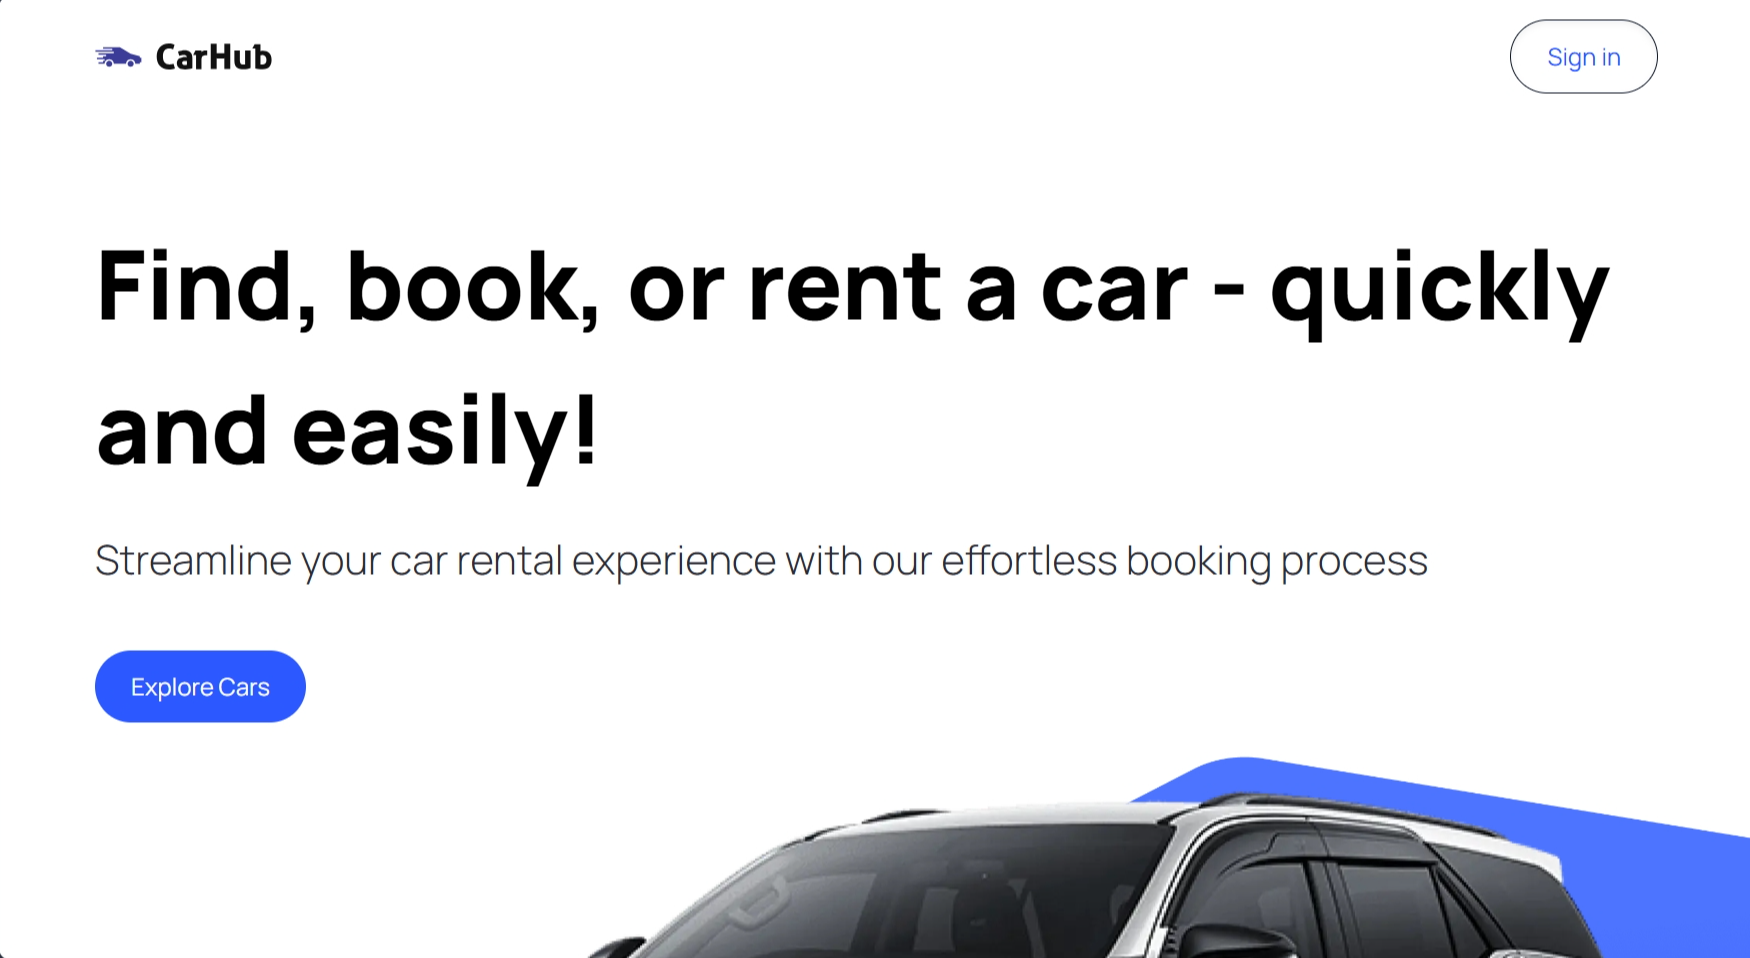 CarHub
Sign in
Find, book, or rent a car - quickly
and easily!
Streamline your car rental experience with our effortless booking process
Explore Cars